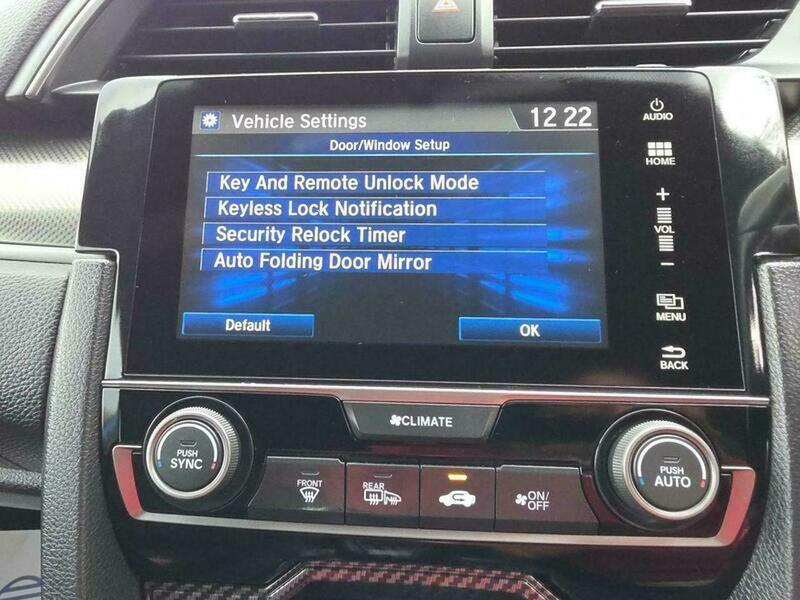 Vehicle Settings
12 22
Door/Window Setup
Key And Remote Unlock Mode
Keyless Lock Notification
Security Relock Timer
Auto Folding Door Mirror
Default
OK
AUDIO
HOME
+
VOL
−
MENU
BACK
CLIMATE
PUSH
SYNC
FRONT
REAR
ON/
OFF
PUSH
AUTO